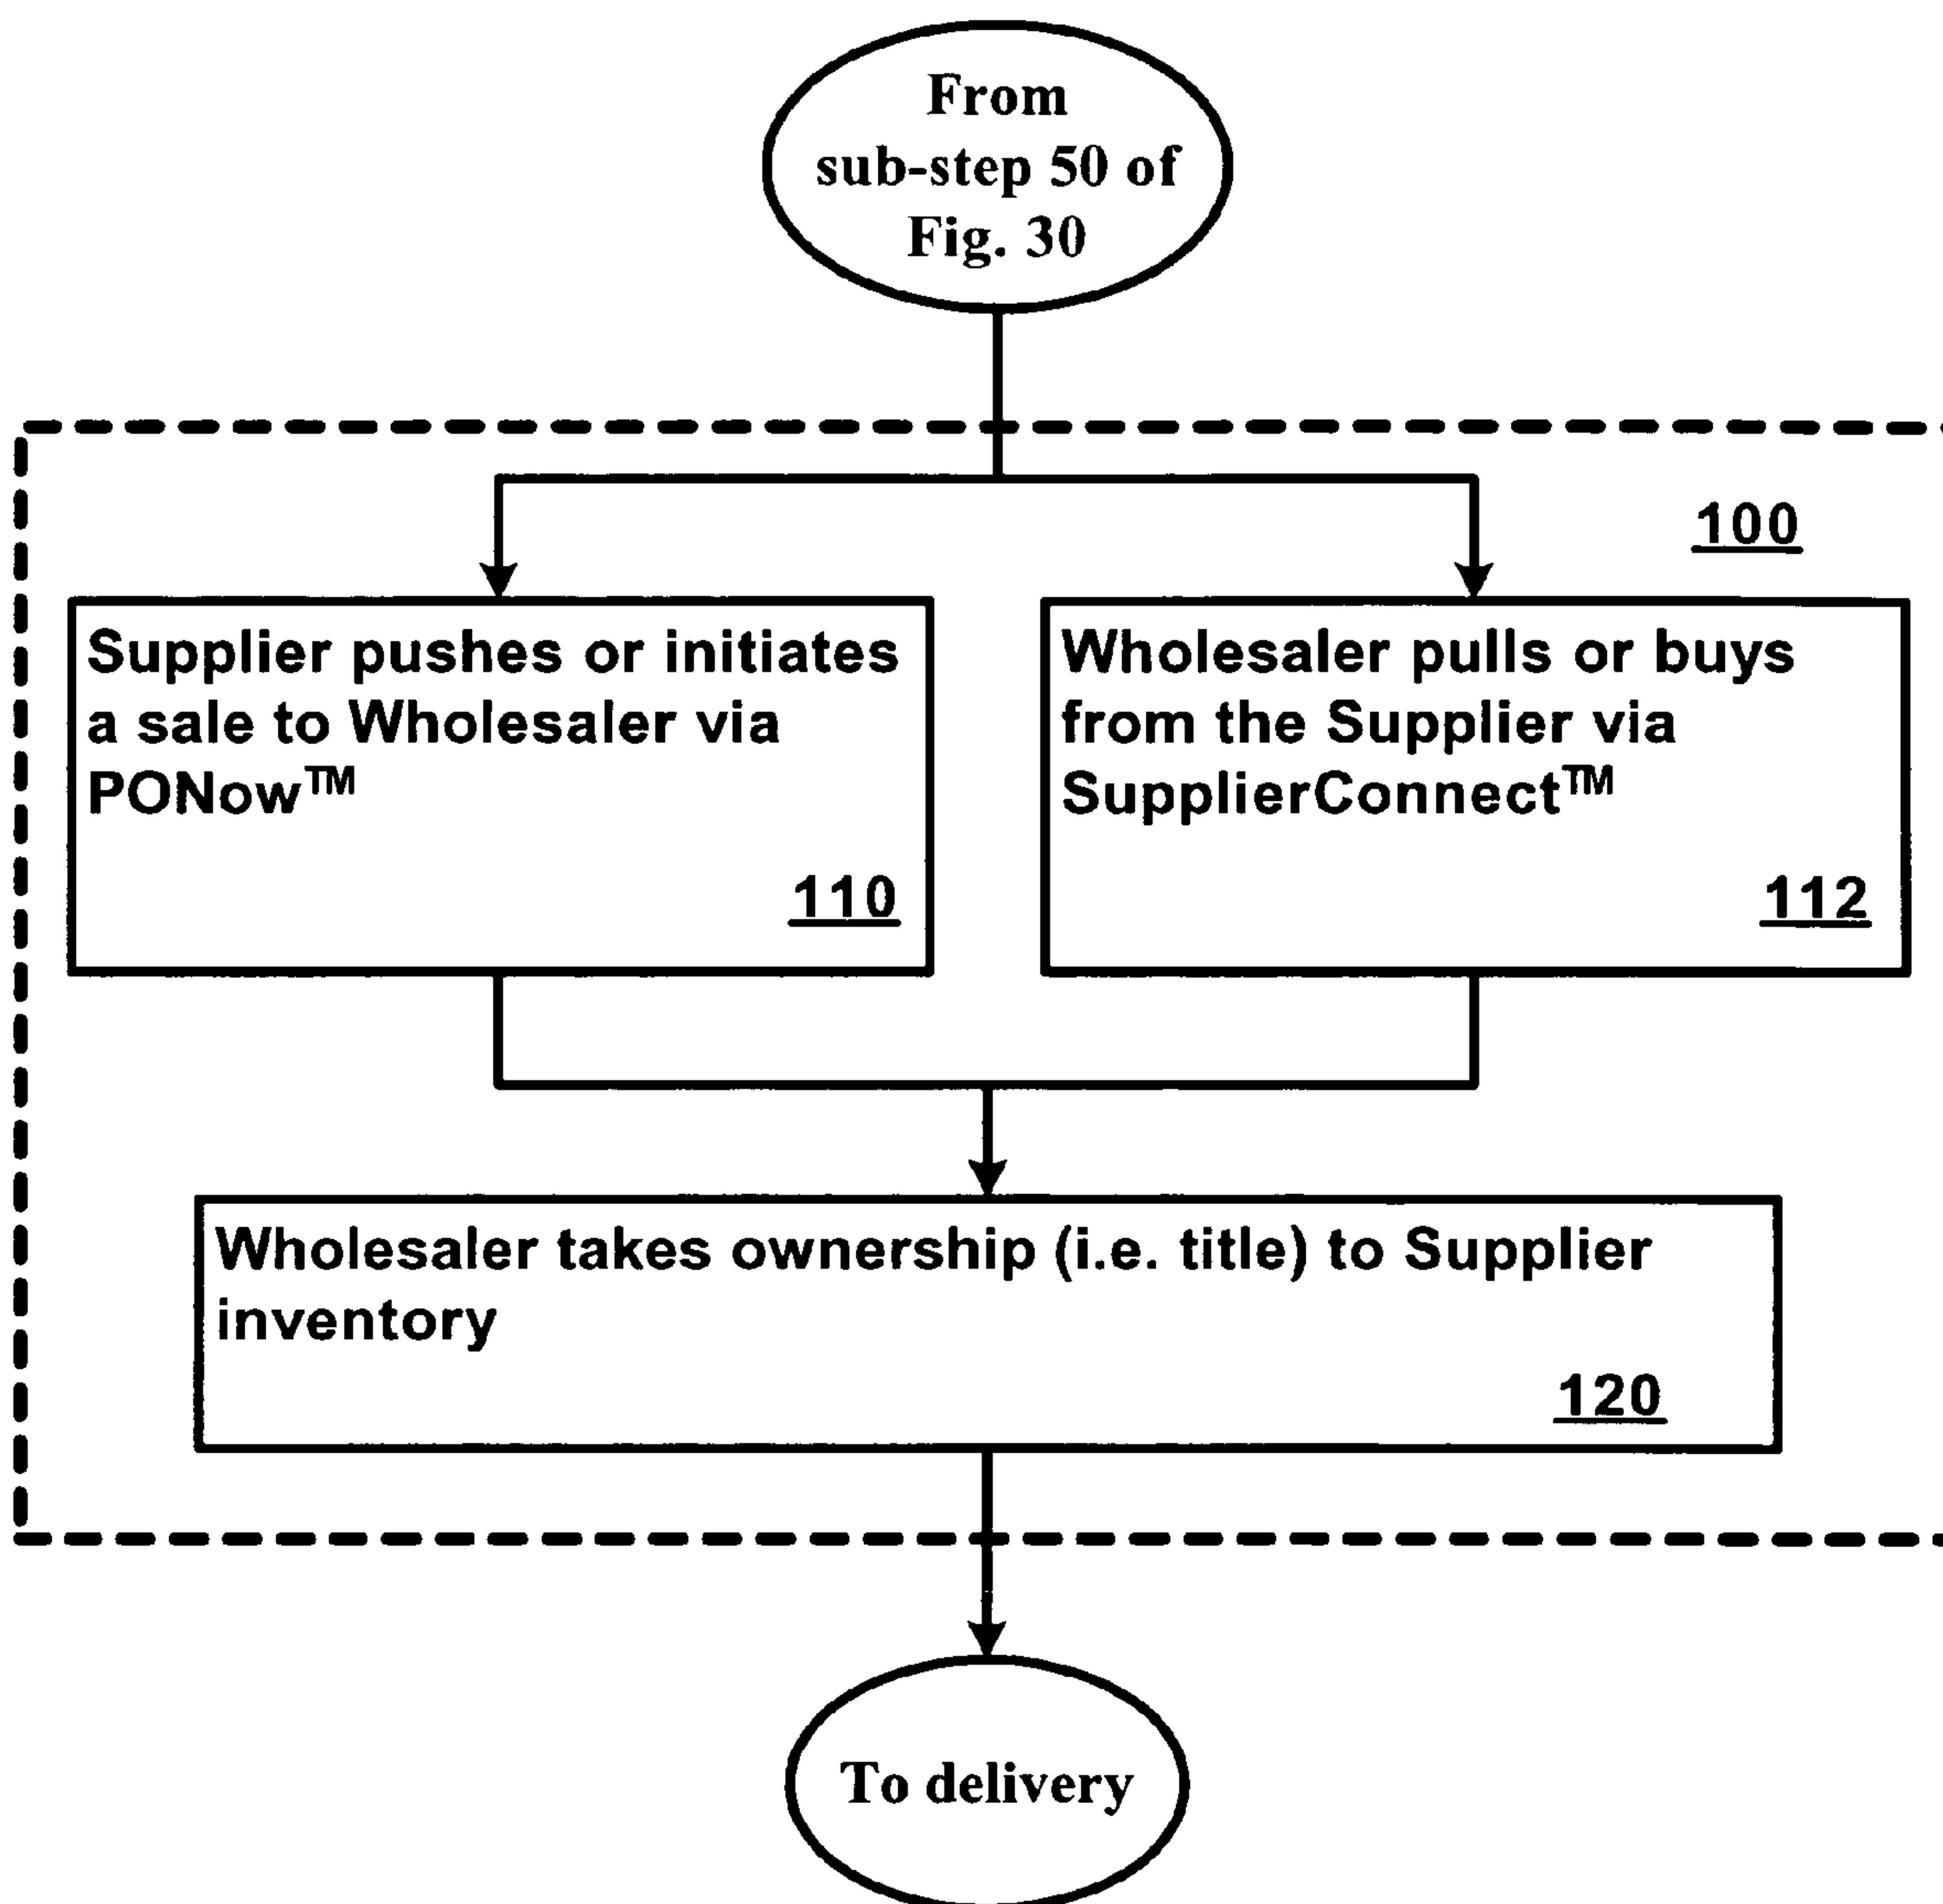 From
sub-step 50 of
Fig. 30
100
Supplier pushes or initiates
a sale to Wholesaler via
PONow™
110
Wholesaler pulls or buys
from the Supplier via
SupplierConnect™
112
Wholesaler takes ownership (i.e. title) to Supplier
inventory
120
To delivery